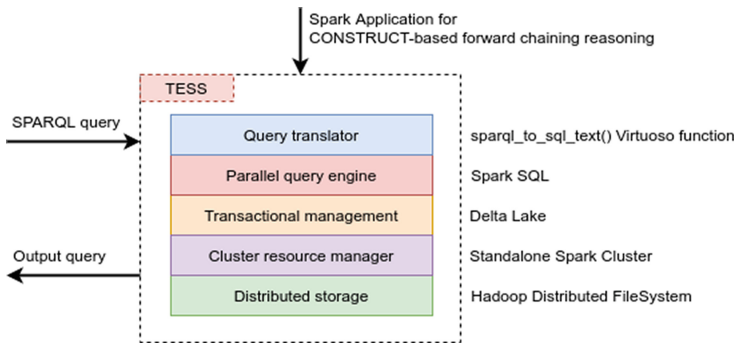 Spark Application for
CONSTRUCT-based forward chaining reasoning
TESS
SPARQL query
Query translator
sparql_to_sql_text() Virtuoso function
Parallel query engine
Spark SQL
Transactional management
Delta Lake
Output query
Cluster resource manager
Standalone Spark Cluster
Distributed storage
Hadoop Distributed FileSystem